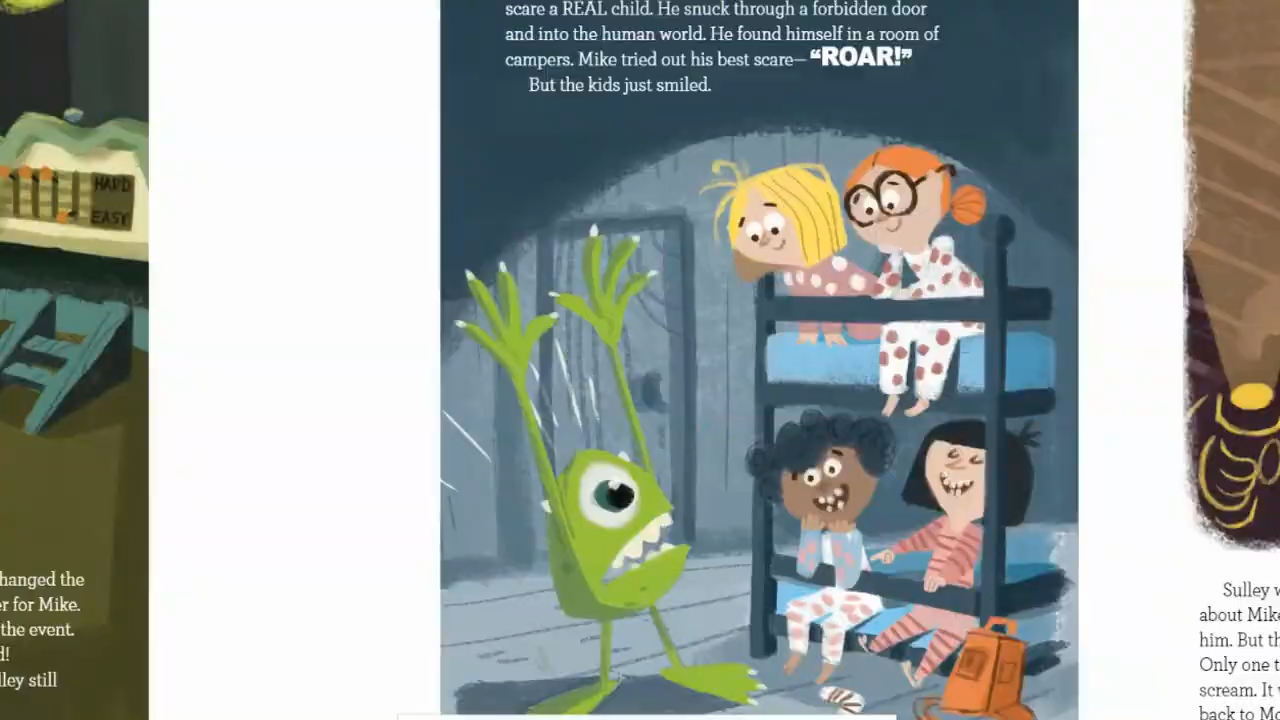 scare a REAL child. He snuck through a forbidden door
and into the human world. He found himself in a room of
campers. Mike tried out his best scare—“ROAR!”
But the kids just smiled.
HARD
EASY
hanged the
er for Mike.
the event.
d!
lley still
Sulley w
about Mike
him. But th
Only one t
scream. It w
back to Mo